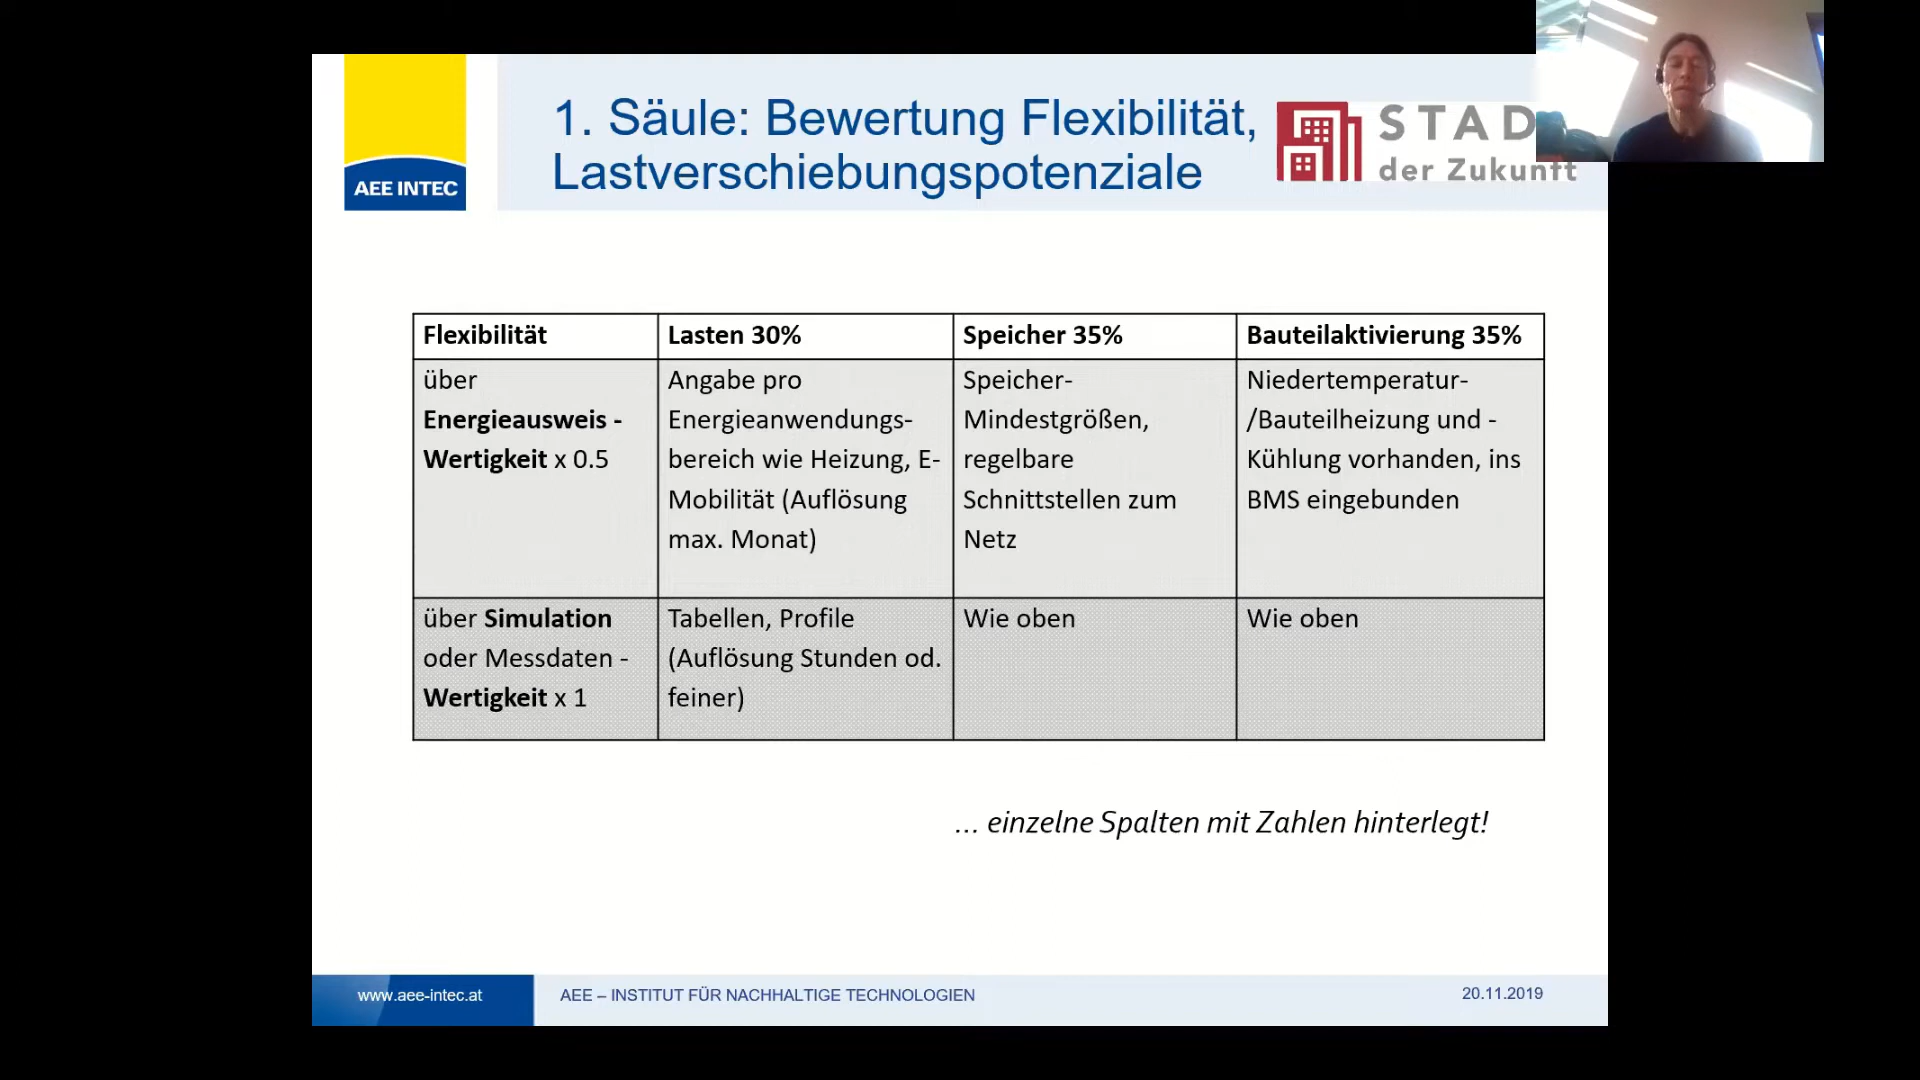 1. Säule: Bewertung Flexibilität,
Lastverschiebungspotenziale
AEE INTEC
STAD
der Zukunft
Flexibilität
Lasten 30%
Speicher 35%
Bauteilaktivierung 35%
über
Energieausweis -
Wertigkeit x 0.5
Angabe pro
Energieanwendungs-
bereich wie Heizung, E-
Mobilität (Auflösung
max. Monat)
Speicher-
Mindestgrößen,
regelbare
Schnittstellen zum
Netz
Niedertemperatur-
/Bauteilheizung und -
Kühlung vorhanden, ins
BMS eingebunden
über Simulation
oder Messdaten -
Wertigkeit x 1
Tabellen, Profile
(Auflösung Stunden od.
feiner)
Wie oben
Wie oben
... einzelne Spalten mit Zahlen hinterlegt!
www.aee-intec.at
AEE – INSTITUT FÜR NACHHALTIGE TECHNOLOGIEN
20.11.2019